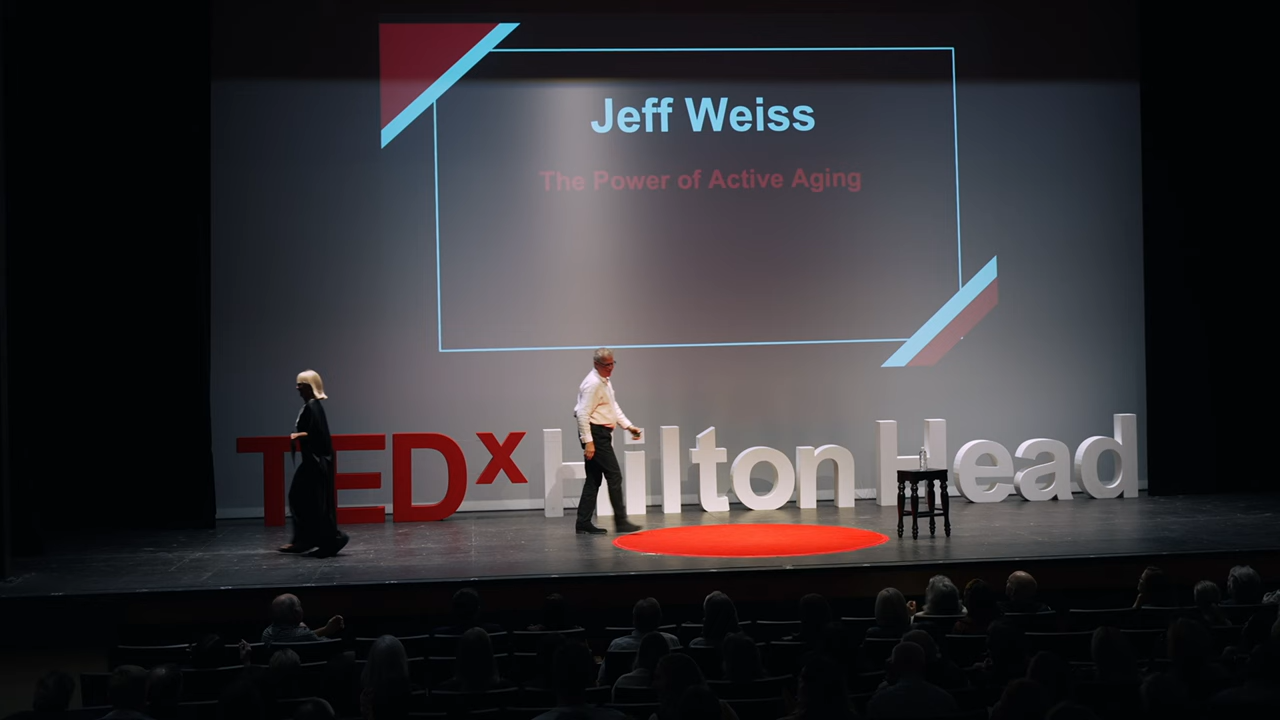 Jeff Weiss
The Power of Active Aging
TEDx Hilton Head